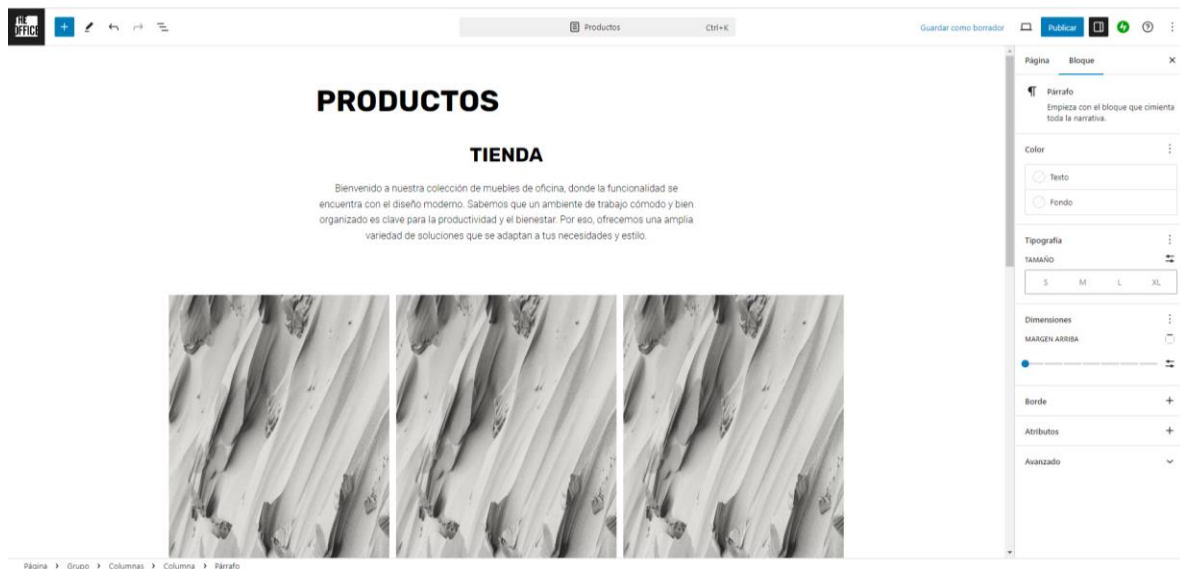 THE
OFFICE
Productos
Ctrl+K
Guardar como borrador
Publicar
PRODUCTOS
TIENDA
Bienvenido a nuestra colección de muebles de oficina, donde la funcionalidad se
encuentra con el diseño moderno. Sabemos que un ambiente de trabajo cómodo y bien
organizado es clave para la productividad y el bienestar. Por eso, ofrecemos una amplia
variedad de soluciones que se adaptan a tus necesidades y estilo.
Página Bloque
Párrafo
Empieza con el bloque que cimienta
toda la narrativa.
Color
Texto
Fondo
Tipografía
TAMAÑO
S M L XL
Dimensiones
MARGEN ARRIBA
Borde
Atributos
Avanzado
Página > Grupo > Columnas > Columna > Párrafo